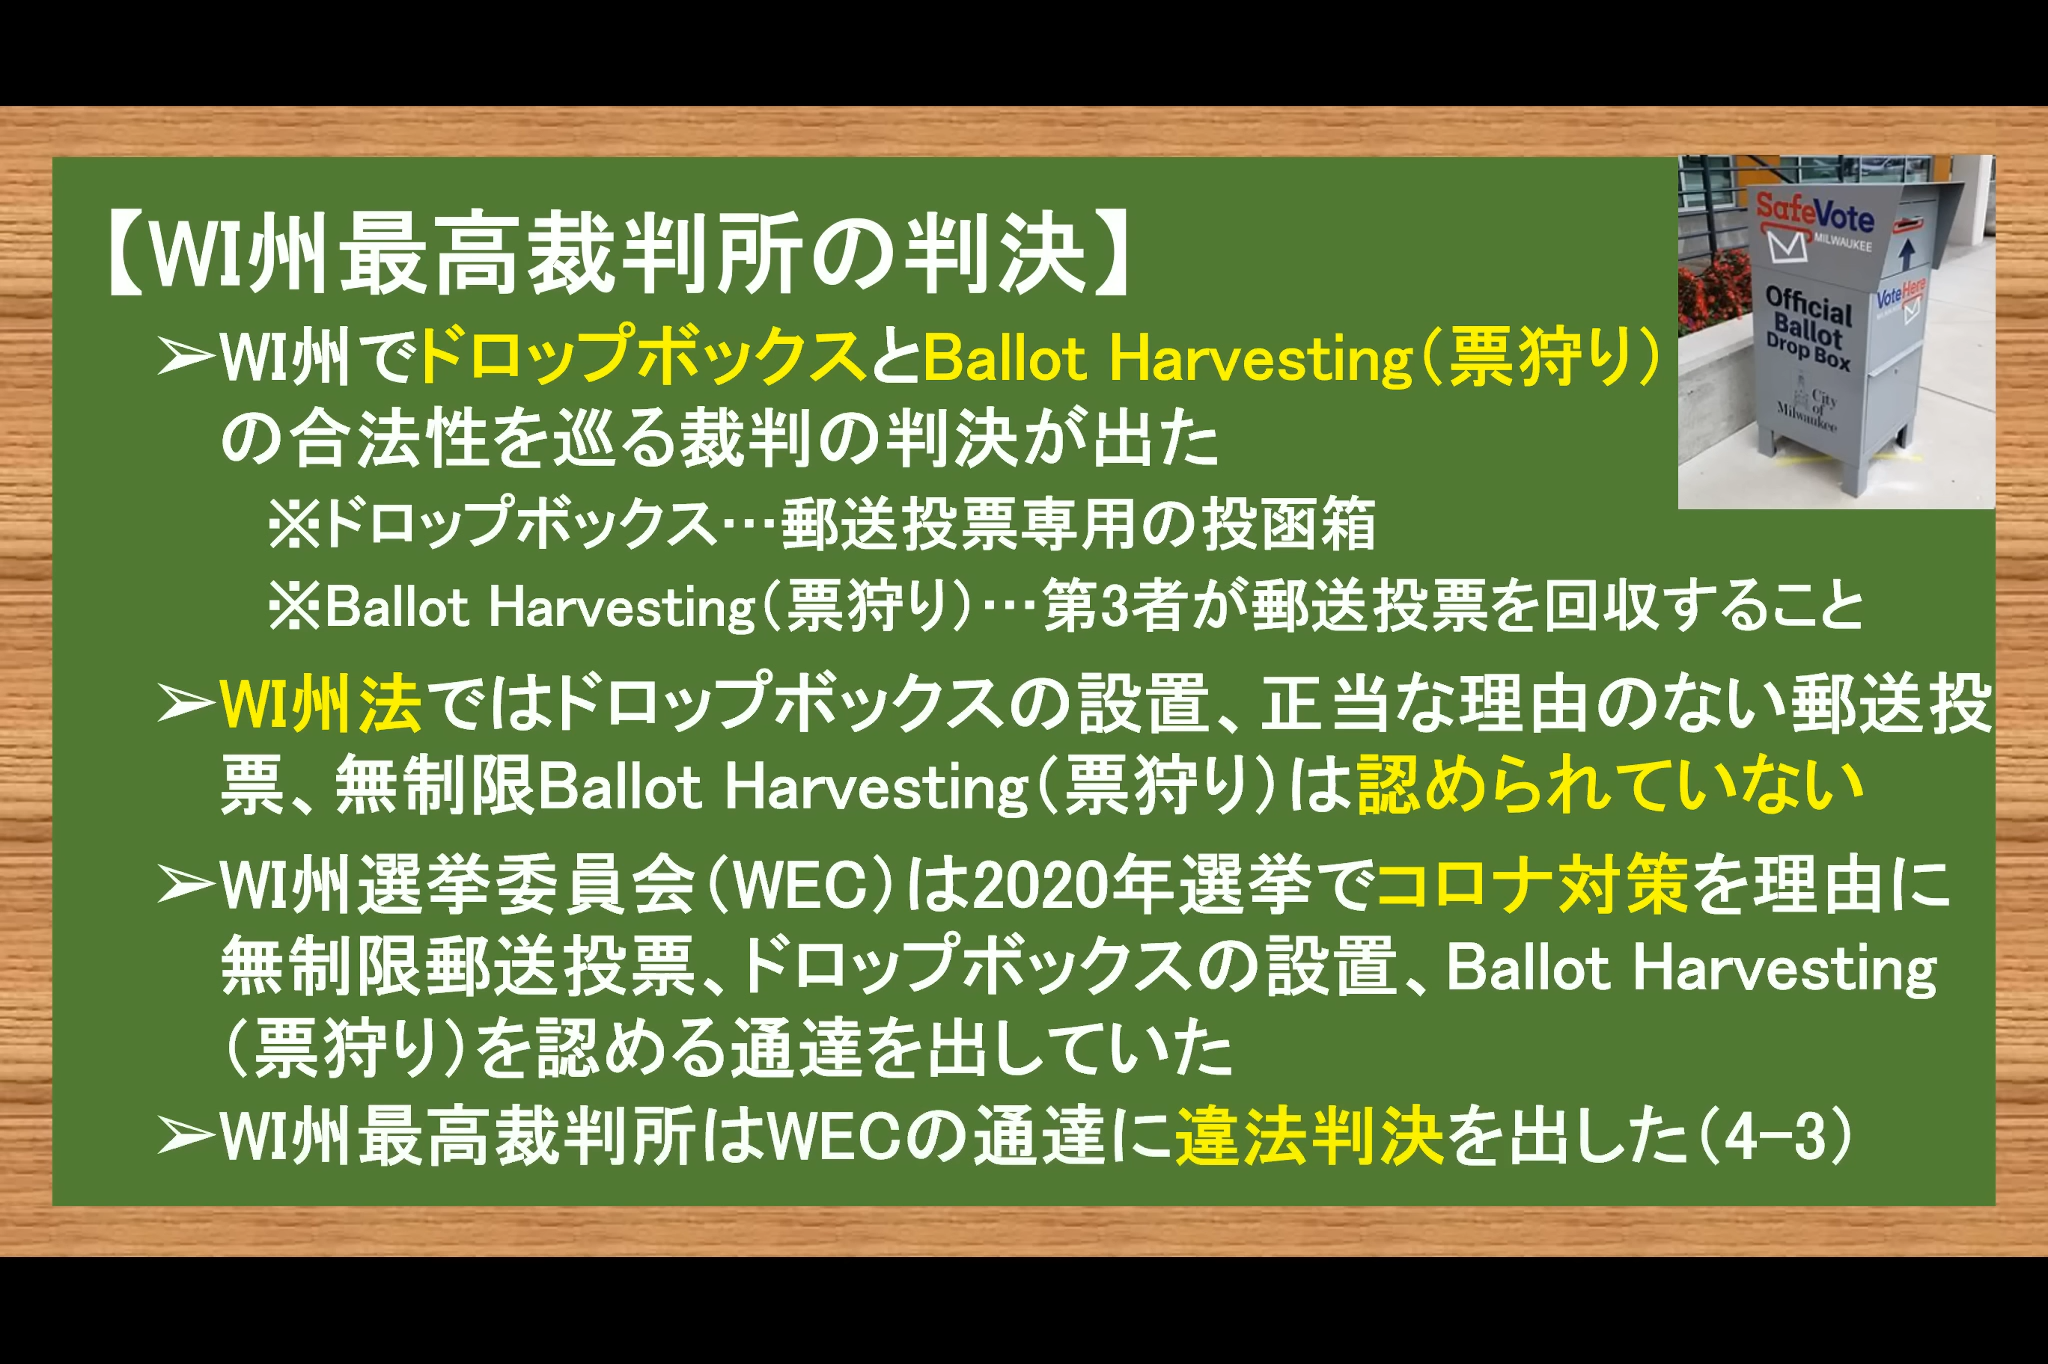 【WI州最高裁判所の判決】
➢WI州でドロップボックスとBallot Harvesting（票狩り）
の合法性を巡る裁判の判決が出た
※ドロップボックス…郵送投票専用の投函箱
※Ballot Harvesting（票狩り）…第3者が郵送投票を回収すること
➢WI州法ではドロップボックスの設置、正当な理由のない郵送投
票、無制限Ballot Harvesting（票狩り）は認められていない
➢WI州選挙委員会（WEC）は2020年選挙でコロナ対策を理由に
無制限郵送投票、ドロップボックスの設置、Ballot Harvesting
（票狩り）を認める通達を出していた
➢WI州最高裁判所はWECの通達に違法判決を出した（4-3）
SafeVote
MILWAUKEE
Official
Ballot
Drop Box
City
of
Milwaukee
VoteHere